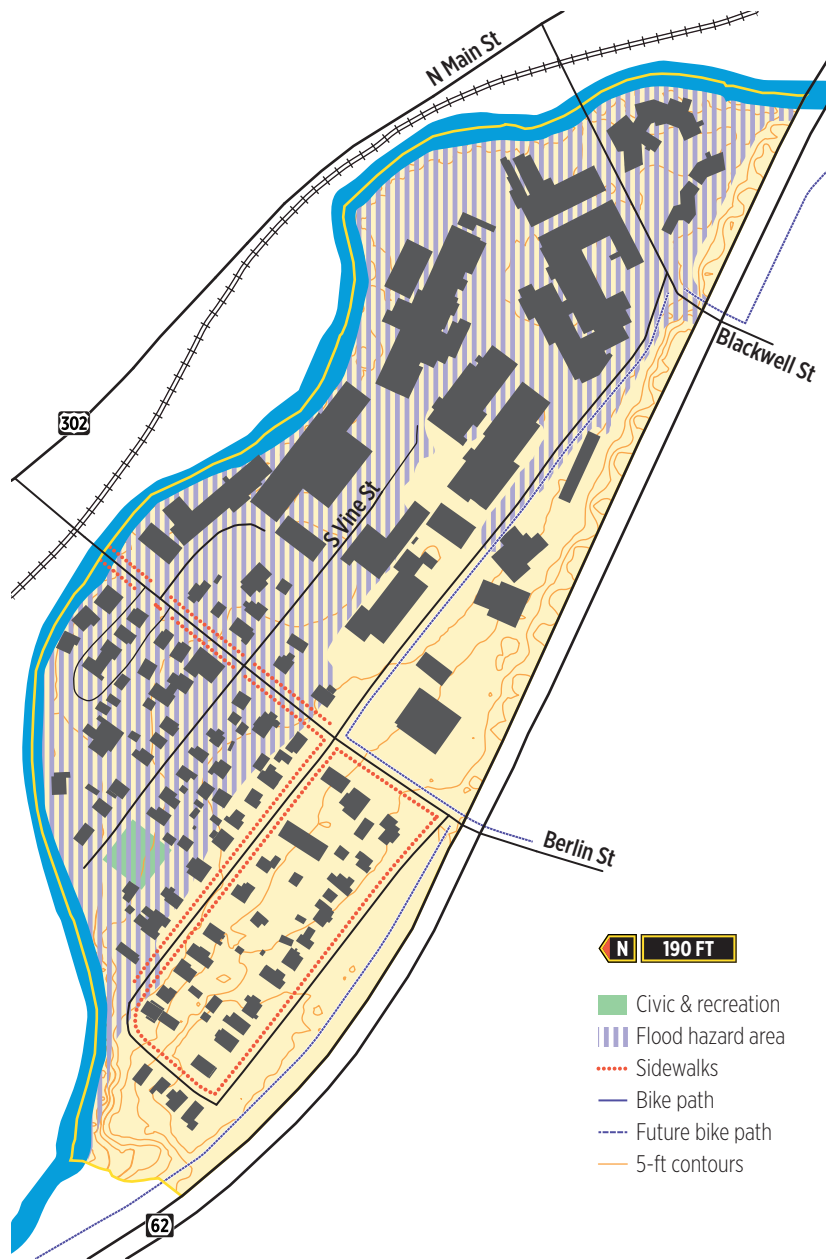 N Main St
Blackwell St
302
S Vine St
Berlin St
N 190 FT
Civic & recreation
Flood hazard area
Sidewalks
Bike path
Future bike path
5-ft contours
62